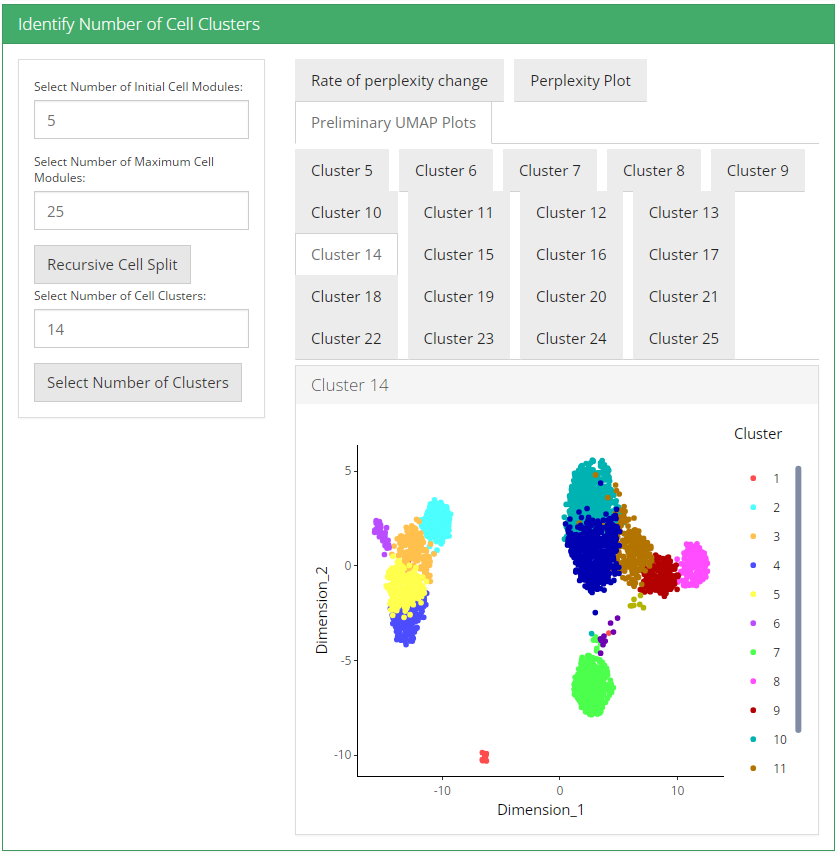 Identify Number of Cell Clusters
Select Number of Initial Cell Modules:
5
Select Number of Maximum Cell
Modules:
25
Recursive Cell Split
Select Number of Cell Clusters:
14
Select Number of Clusters
Rate of perplexity change
Perplexity Plot
Preliminary UMAP Plots
Cluster 5
Cluster 6
Cluster 7
Cluster 8
Cluster 9
Cluster 10
Cluster 11
Cluster 12
Cluster 13
Cluster 14
Cluster 15
Cluster 16
Cluster 17
Cluster 18
Cluster 19
Cluster 20
Cluster 21
Cluster 22
Cluster 23
Cluster 24
Cluster 25
Cluster 14
Cluster
1
2
3
4
5
6
7
8
9
10
11
5
0
-5
-10
Dimension_2
-10
0
10
Dimension_1